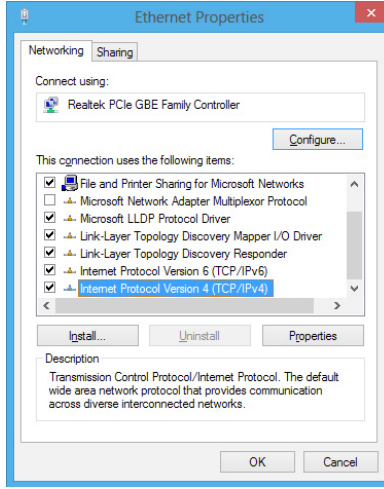 Ethernet Properties
Networking
Sharing
Connect using:
Realtek PCIe GBE Family Controller
Configure...
This connection uses the following items:
File and Printer Sharing for Microsoft Networks
Microsoft Network Adapter Multiplexor Protocol
Microsoft LLDP Protocol Driver
Link-Layer Topology Discovery Mapper I/O Driver
Link-Layer Topology Discovery Responder
Internet Protocol Version 6 (TCP/IPv6)
Internet Protocol Version 4 (TCP/IPv4)
Install...
Uninstall
Properties
Description
Transmission Control Protocol/Internet Protocol. The default
wide area network protocol that provides communication
across diverse interconnected networks.
OK
Cancel